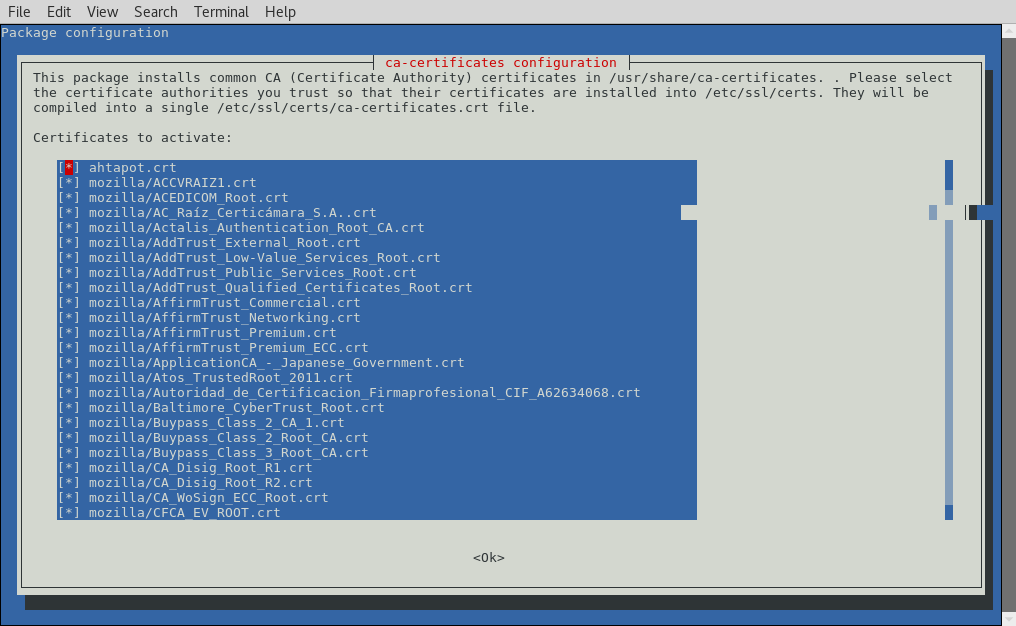 File Edit View Search Terminal Help
Package configuration
ca-certificates configuration
This package installs common CA (Certificate Authority) certificates in /usr/share/ca-certificates. . Please select
the certificate authorities you trust so that their certificates are installed into /etc/ssl/certs. They will be
compiled into a single /etc/ssl/certs/ca-certificates.crt file.
Certificates to activate:
[*] ahtapot.crt
[*] mozilla/ACCVRAIZ1.crt
[*] mozilla/ACEDICOM_Root.crt
[*] mozilla/AC_Raíz_Certicámara_S.A..crt
[*] mozilla/Actalis_Authentication_Root_CA.crt
[*] mozilla/AddTrust_External_Root.crt
[*] mozilla/AddTrust_Low-Value_Services_Root.crt
[*] mozilla/AddTrust_Public_Services_Root.crt
[*] mozilla/AddTrust_Qualified_Certificates_Root.crt
[*] mozilla/AffirmTrust_Commercial.crt
[*] mozilla/AffirmTrust_Networking.crt
[*] mozilla/AffirmTrust_Premium.crt
[*] mozilla/AffirmTrust_Premium_ECC.crt
[*] mozilla/ApplicationCA_-_Japanese_Government.crt
[*] mozilla/Atos_TrustedRoot_2011.crt
[*] mozilla/Autoridad_de_Certificacion_Firmaprofesional_CIF_A62634068.crt
[*] mozilla/Baltimore_CyberTrust_Root.crt
[*] mozilla/Buypass_Class_2_CA_1.crt
[*] mozilla/Buypass_Class_2_Root_CA.crt
[*] mozilla/Buypass_Class_3_Root_CA.crt
[*] mozilla/CA_Disig_Root_R1.crt
[*] mozilla/CA_Disig_Root_R2.crt
[*] mozilla/CA_WoSign_ECC_Root.crt
[*] mozilla/CFCA_EV_ROOT.crt
<Ok>